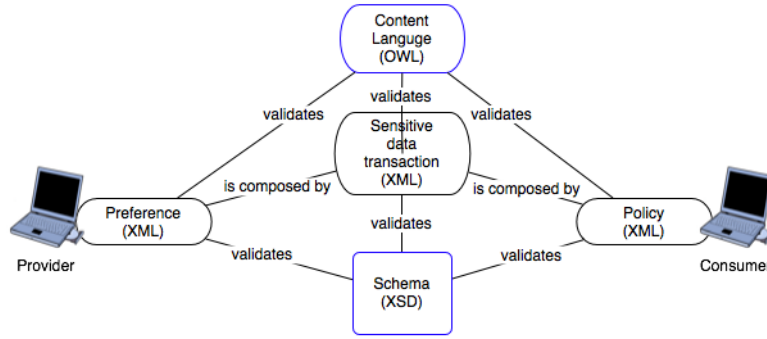 Content
Languge
(OWL)
validates
validates
validates
Sensitive
data
transaction
(XML)
is composed by
is composed by
Preference
(XML)
Policy
(XML)
validates
Provider
validates
validates
Consumer
Schema
(XSD)